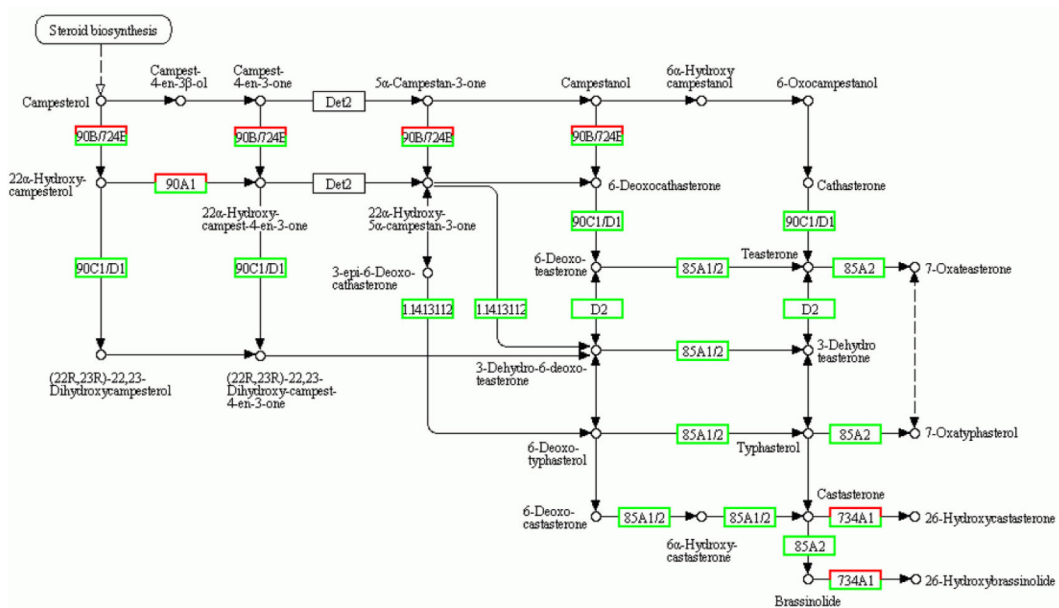 Steroid biosynthesis
Campest-
4-en-3β-ol
Campest-
4-en-3-one
5α-Campestan-3-one
Campestanol
6α-Hydroxy
campestanol
6-Oxocampestanol
Campesterol
Det2
90B/724B
90B/724B
90B/724B
90B/724B
22α-Hydroxy-
campesterol
90A1
Det2
6-Deoxocathasterone
Cathasterone
22α-Hydroxy-
campest-4-en-3-one
22α-Hydroxy-
5α-campestan-3-one
90C1/D1
90C1/D1
90C1/D1
90C1/D1
3-epi-6-Deoxo-
cathasterone
6-Deoxo-
teasterone
85A1/2
Teasterone
85A2
7-Oxateasterone
1.14.13.112
1.14.13.112
D2
D2
(22R,23R)-22,23-
Dihydroxycampesterol
(22R,23R)-22,23-
Dihydroxy-campest-
4-en-3-one
3-Dehydro-6-deoxo-
teasterone
85A1/2
3-Dehydro
teasterone
6-Deoxo-
typhasterol
85A1/2
Typhasterol
85A2
7-Oxatyphasterol
6-Deoxo-
castasterone
85A1/2
6α-Hydroxy-
castasterone
85A1/2
Castasterone
734A1
26-Hydroxycastasterone
85A2
Brassinolide
734A1
26-Hydroxybrassinolide